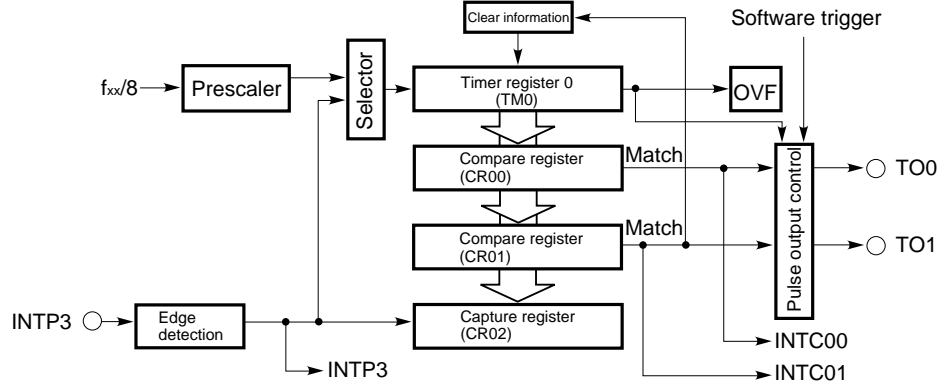 Clear information
Software trigger
fxx/8
Prescaler
Selector
Timer register 0
(TM0)
OVF
Compare register
(CR00)
Match
Pulse output control
TO0
Compare register
(CR01)
Match
TO1
INTP3
Edge
detection
Capture register
(CR02)
INTP3
INTC00
INTC01